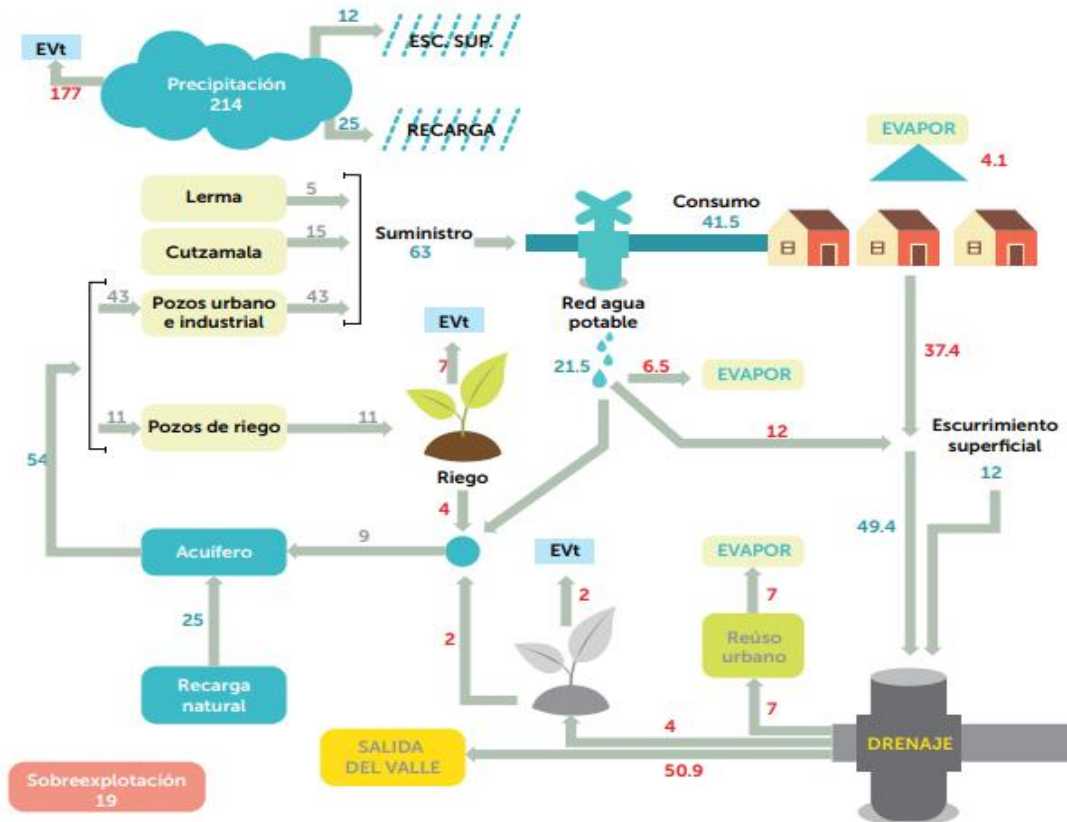 12
ESC. SUP.
EVt
177
Precipitación
214
25
RECARGA
EVAPOR
4.1
Lerma
5
Cutzamala
15
Suministro
63
Consumo
41.5
43
Pozos urbano
e industrial
43
Red agua
potable
EVt
7
21.5
6.5
EVAPOR
37.4
11
Pozos de riego
11
12
Escurrimiento
superficial
12
54
Riego
4
49.4
Acuífero
9
EVt
2
EVAPOR
7
25
2
Reúso
urbano
Recarga
natural
7
4
DRENAJE
SALIDA
DEL VALLE
50.9
Sobreexplotación
19